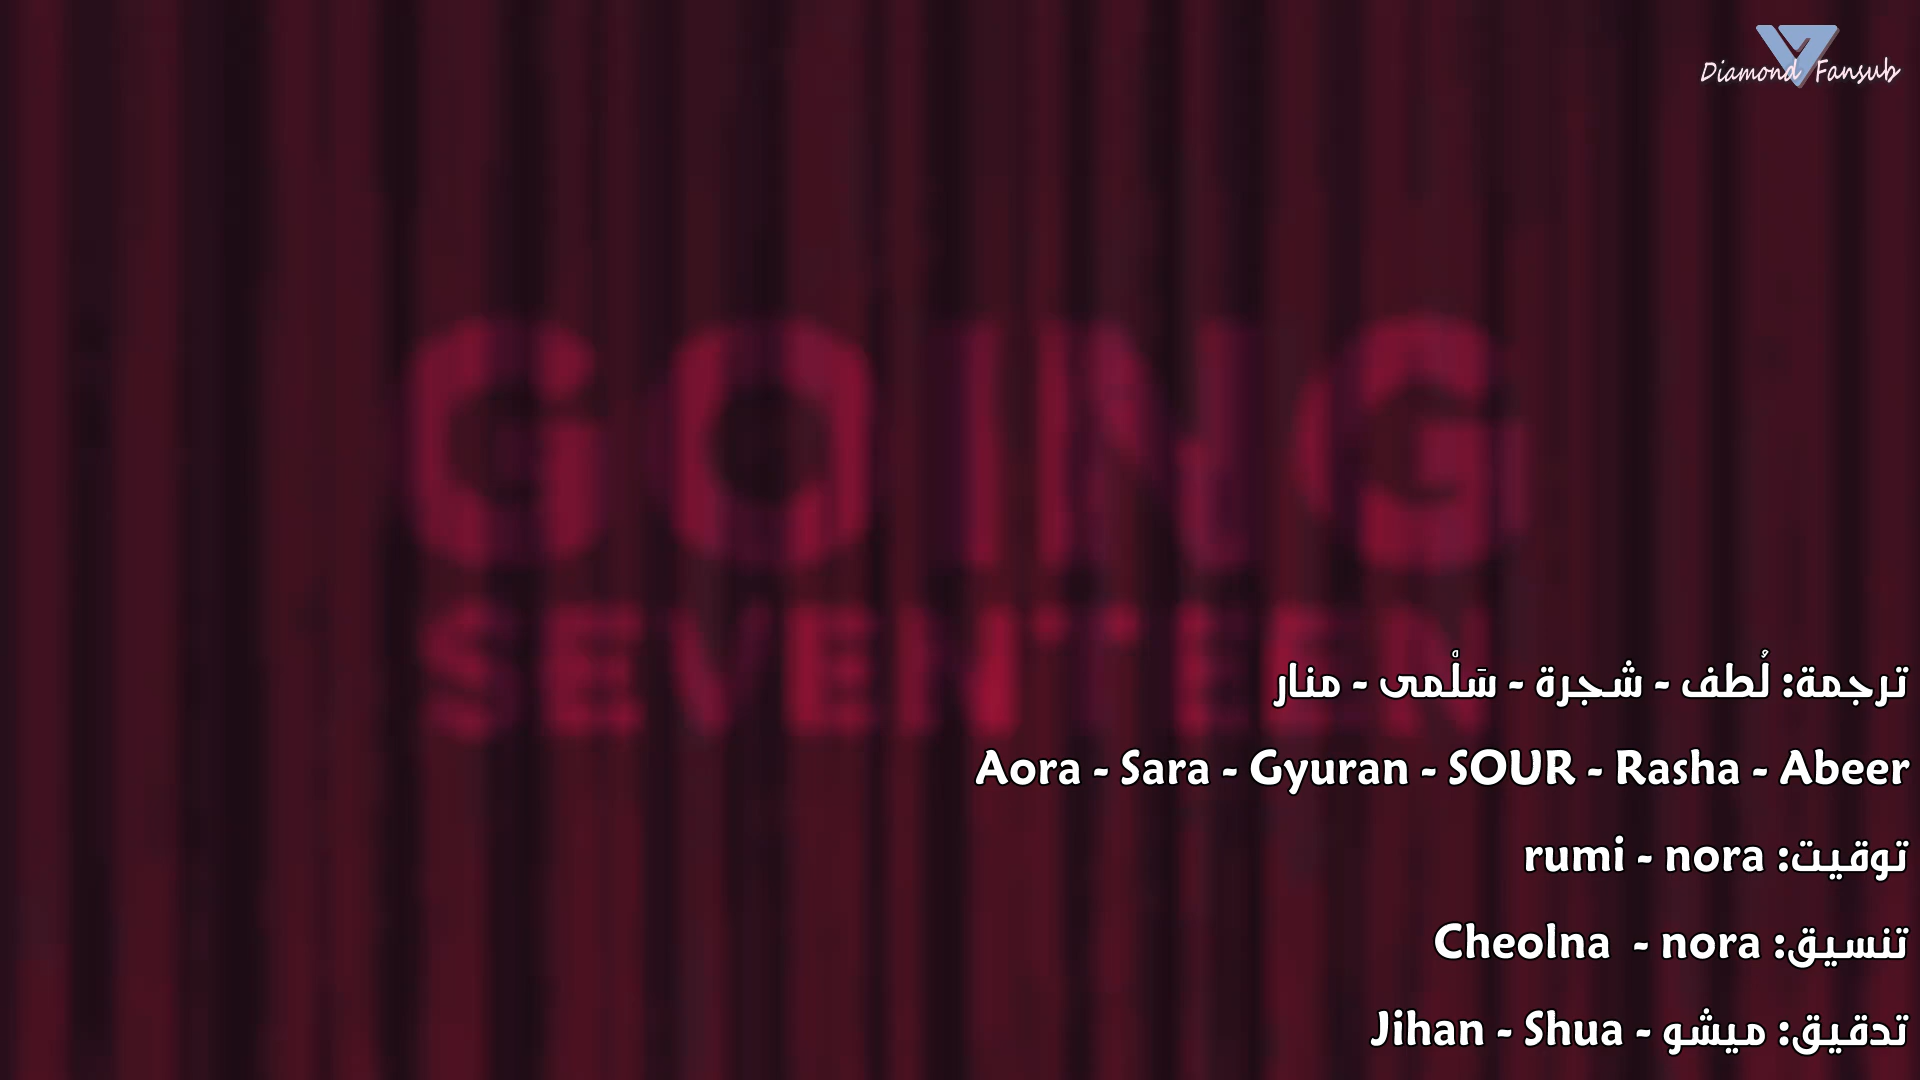 Diamond Fansub
GOING
SEVENTEEN
ترجمة: لُطف - شجرة - سَلْمى - منار
Aora - Sara - Gyuran - SOUR - Rasha - Abeer
توقيت: rumi - nora
تنسيق: Cheolna - nora
تدقيق: ميشو - Jihan - Shua